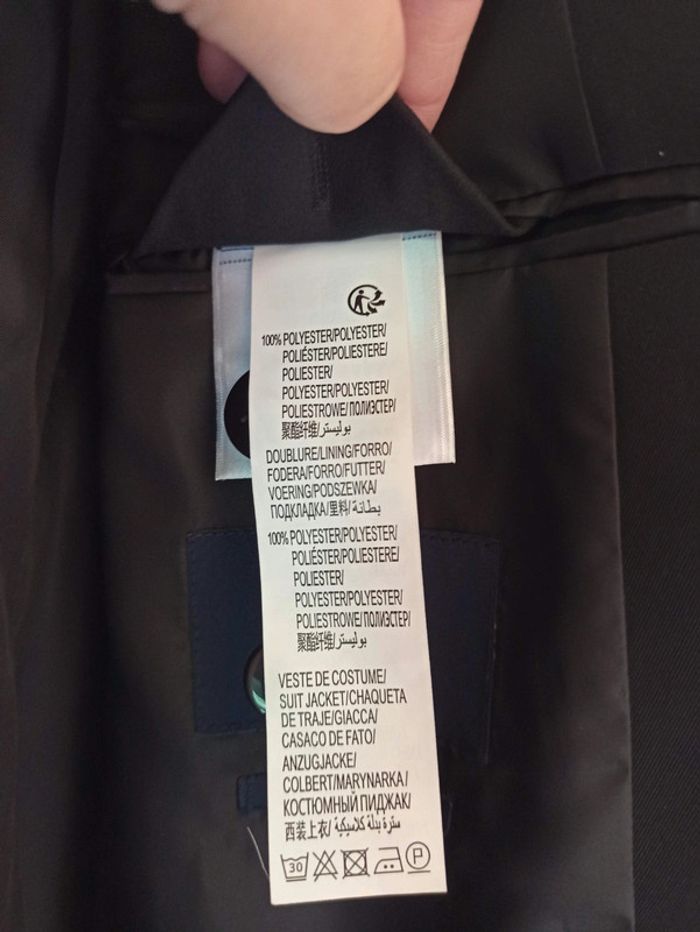 100% POLYESTER/POLYESTER/
POLIÉSTER/POLIESTERE/
POLIESTER/
POLYESTER/POLYESTER/
POLIESTROWE/ПОЛИЭСТЕР/
聚酯纤维/بوليستر
DOUBLURE/LINING/FORRO/
FODERA/FORRO/FUTTER/
VOERING/PODSZEWKA/
ПОДКЛАДКА/里料/بطانة
100% POLYESTER/POLYESTER/
POLIÉSTER/POLIESTERE/
POLIESTER/
POLYESTER/POLYESTER/
POLIESTROWE/ПОЛИЭСТЕР/
聚酯纤维/بوليستر
VESTE DE COSTUME/
SUIT JACKET/CHAQUETA
DE TRAJE/GIACCA/
CASACO DE FATO/
ANZUGJACKE/
COLBERT/MARYNARKA/
КОСТЮМНЫЙ ПИДЖАК/
西装上衣/سترة بدلة كلاسيكية
30 P